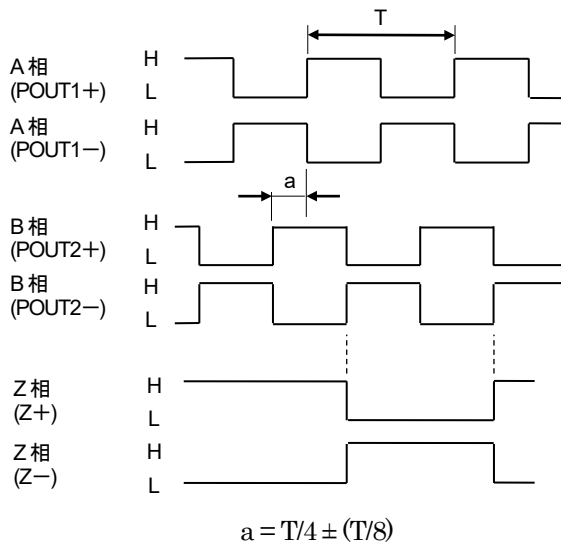 T
A相
(POUT1+)
H
L
A相
(POUT1−)
H
L
a
B相
(POUT2+)
H
L
B相
(POUT2−)
H
L
Z相
(Z+)
H
L
Z相
(Z−)
H
L
a = T/4 ± (T/8)